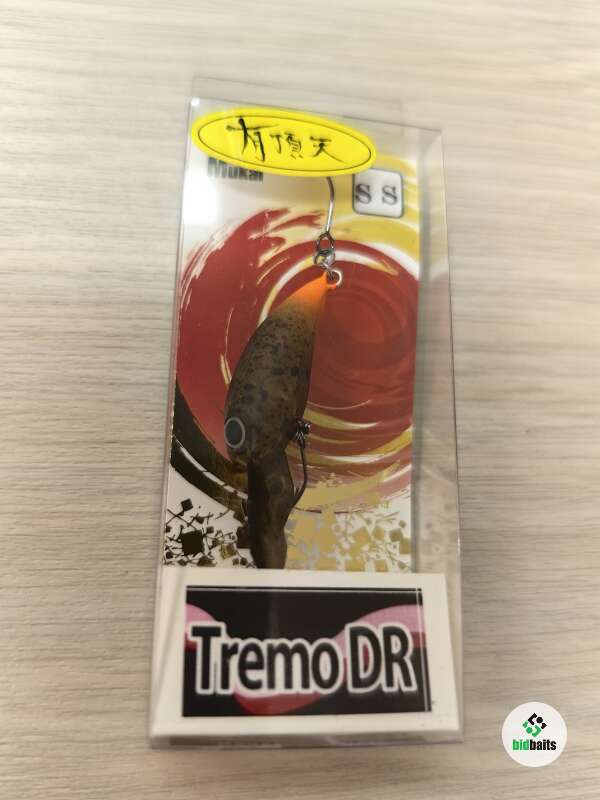 有頂天
Mukai
SS
Tremo DR
bidbaits